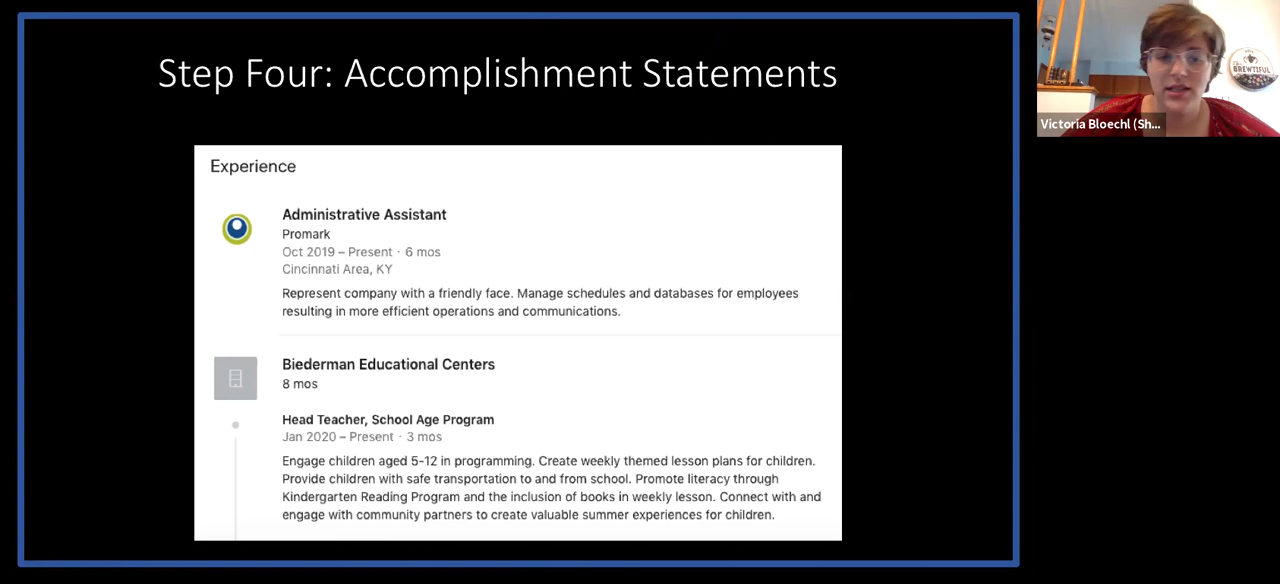 Step Four: Accomplishment Statements
Experience
Administrative Assistant
Promark
Oct 2019 – Present · 6 mos
Cincinnati Area, KY
Represent company with a friendly face. Manage schedules and databases for employees
resulting in more efficient operations and communications.
Biederman Educational Centers
8 mos
Head Teacher, School Age Program
Jan 2020 – Present · 3 mos
Engage children aged 5-12 in programming. Create weekly themed lesson plans for children.
Provide children with safe transportation to and from school. Promote literacy through
Kindergarten Reading Program and the inclusion of books in weekly lesson. Connect with and
engage with community partners to create valuable summer experiences for children.
BREWTIFUL
Victoria Bloechl (Sh...